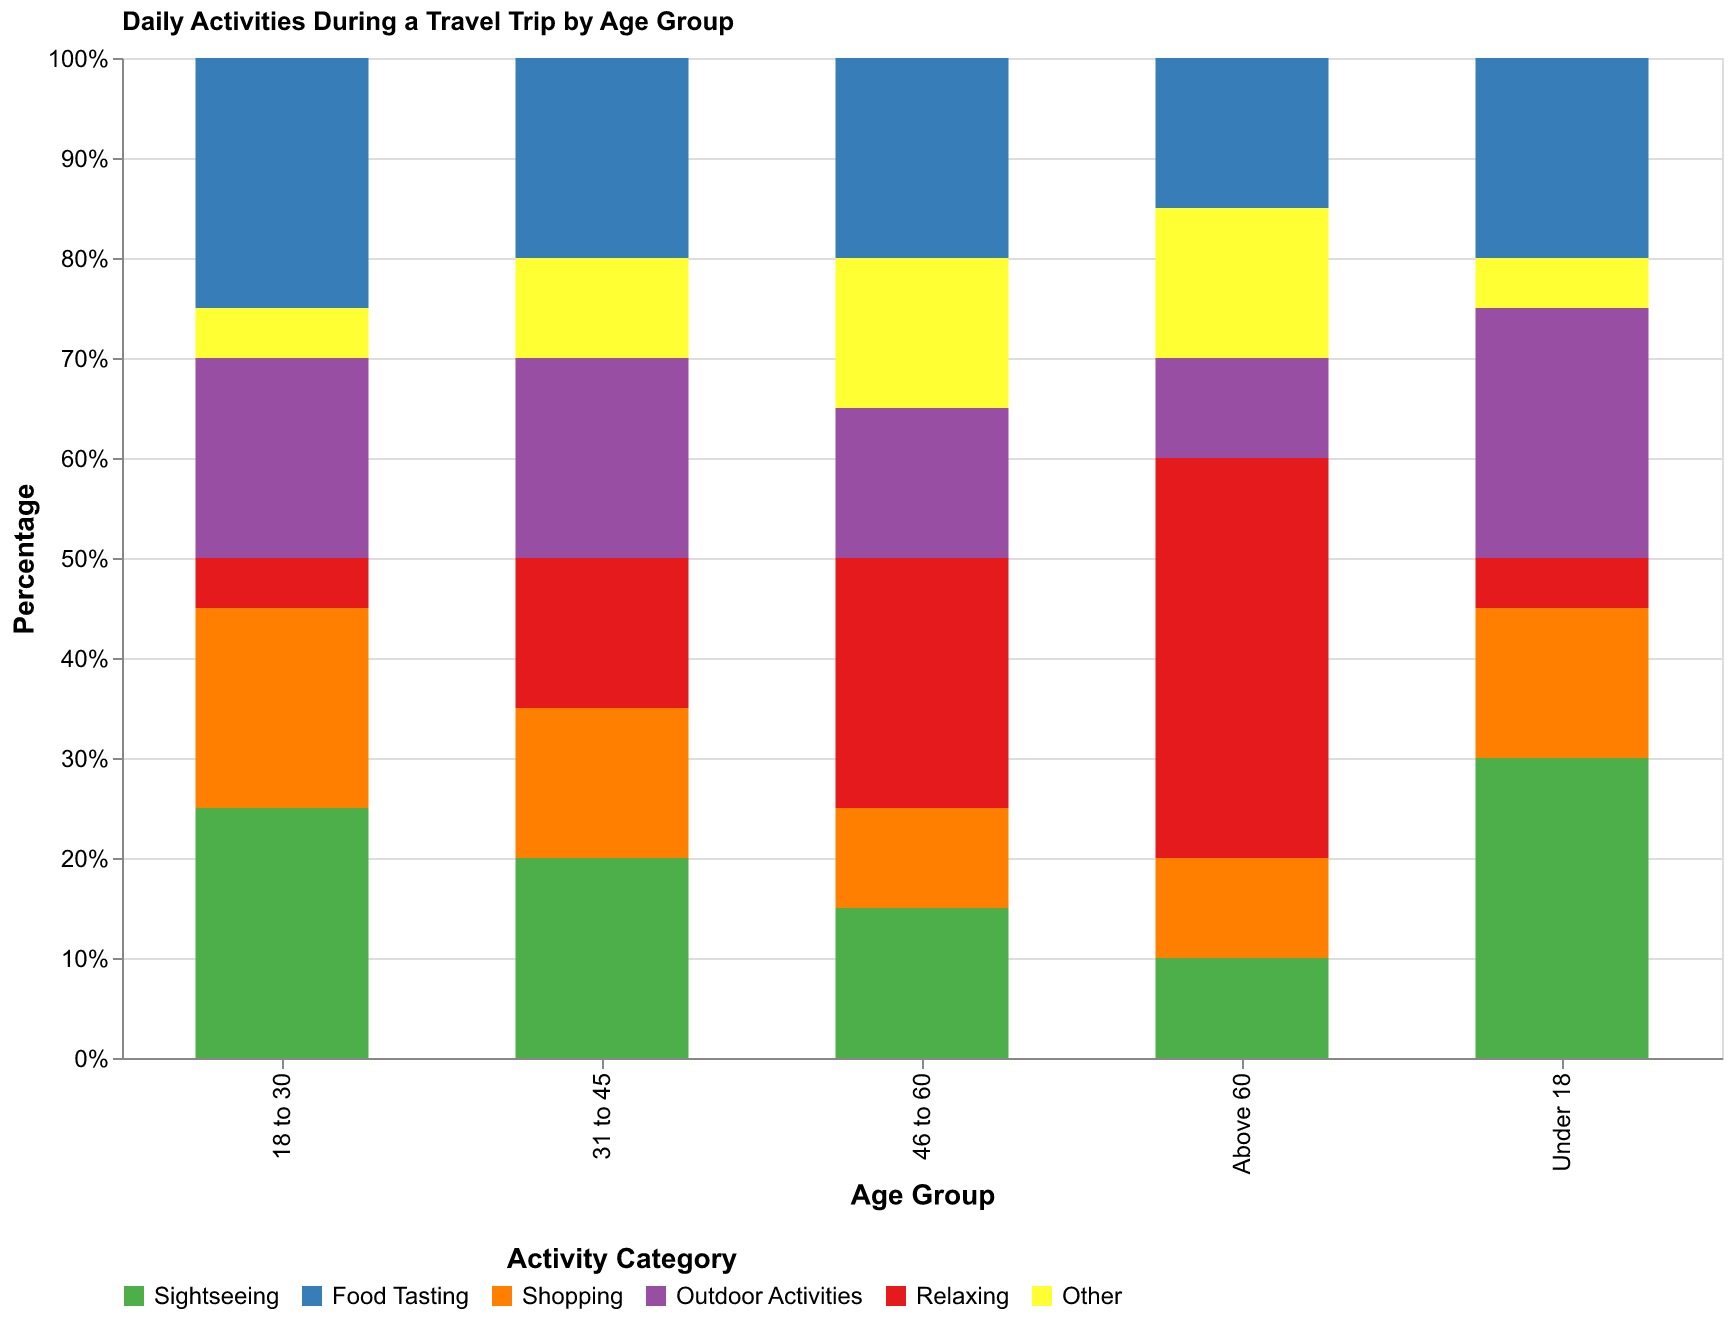 Daily Activities During a Travel Trip by Age Group
100%
90%
80%
70%
60%
50%
40%
30%
20%
10%
0%
Percentage
18 to 30
31 to 45
46 to 60
Above 60
Under 18
Age Group
Activity Category
Sightseeing
Food Tasting
Shopping
Outdoor Activities
Relaxing
Other